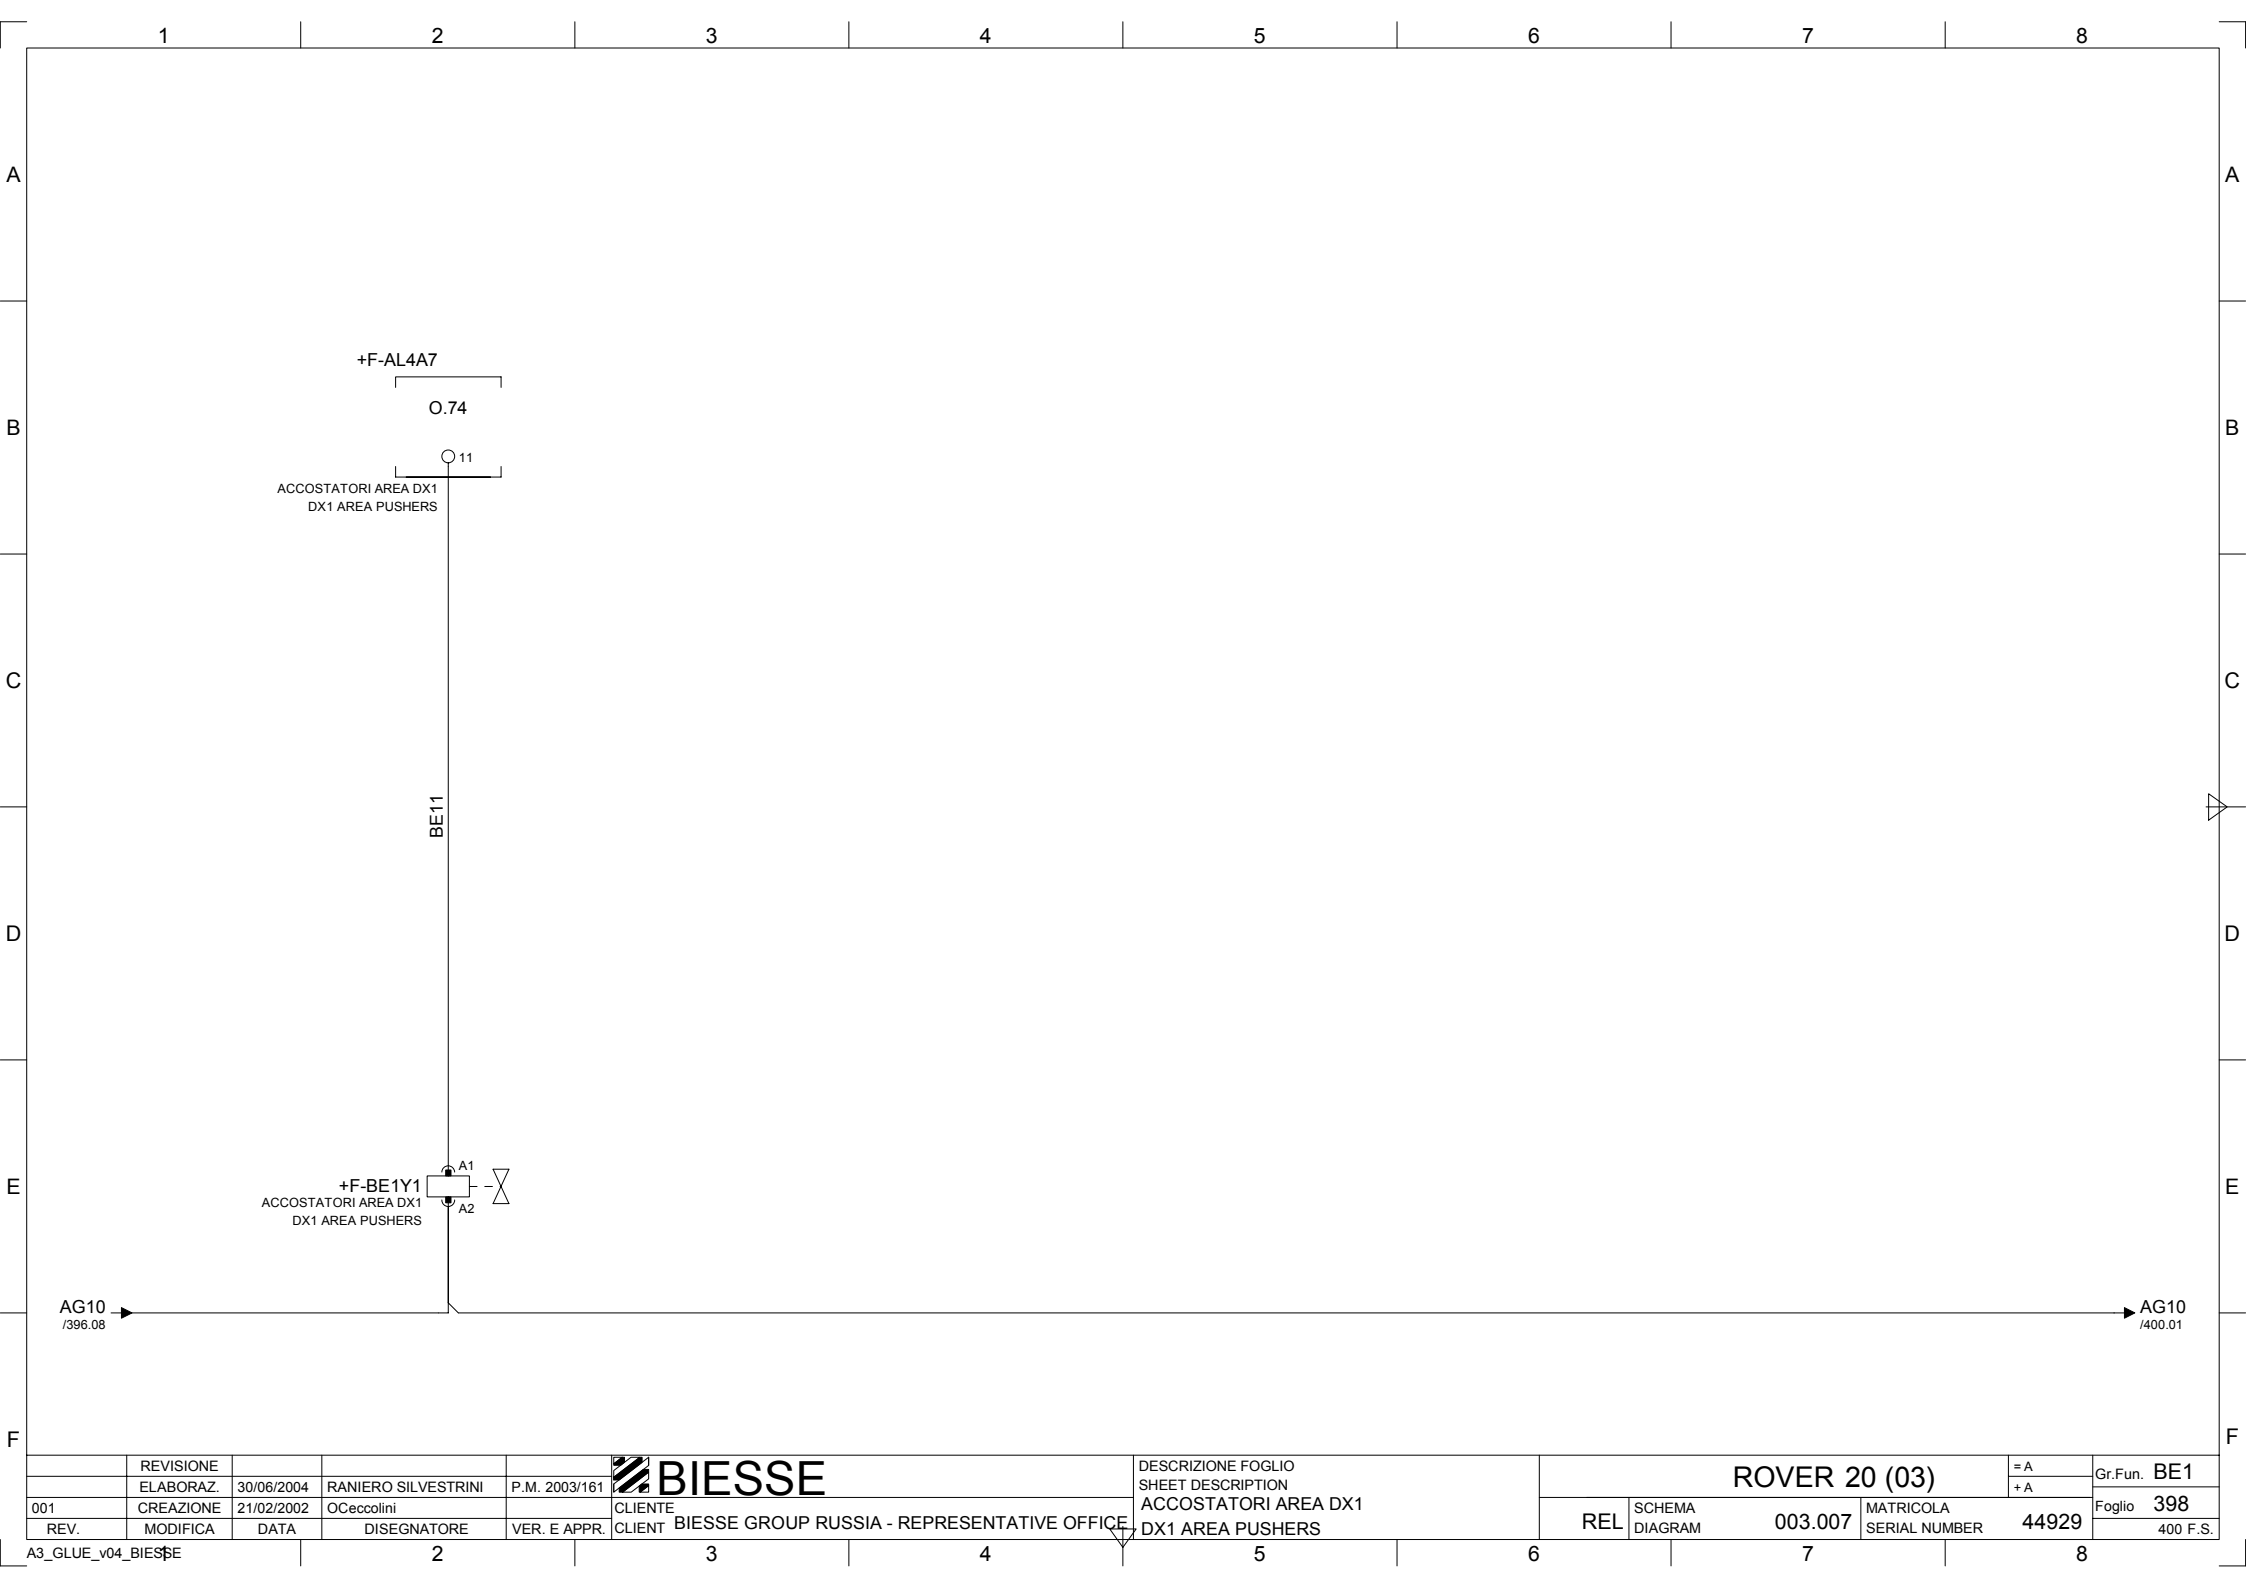 1 2 3 4 5 6 7 8
A A
+F-AL4A7
O.74
B B
11
ACCOSTATORI AREA DX1
DX1 AREA PUSHERS
C C
BE11
D D
A1
+F-BE1Y1
E E
ACCOSTATORI AREA DX1
A2
DX1 AREA PUSHERS
AG10 AG10
/396.08 /400.01
F F
REVISIONE
ELABORAZ. 30/06/2004 RANIERO SILVESTRINI P.M. 2003/161
001 CREAZIONE 21/02/2002 OCeccolini
REV. MODIFICA DATA DISEGNATORE VER. E APPR.
BIESSE
CLIENTE
CLIENT BIESSE GROUP RUSSIA - REPRESENTATIVE OFFICE
DESCRIZIONE FOGLIO
SHEET DESCRIPTION
ACCOSTATORI AREA DX1
DX1 AREA PUSHERS
ROVER 20 (03)
= A
+ A
Gr.Fun. BE1
REL
SCHEMA
DIAGRAM
003.007
MATRICOLA
SERIAL NUMBER
44929
Foglio 398
400 F.S.
A3_GLUE_v04_BIESSE
1 2 3 4 5 6 7 8